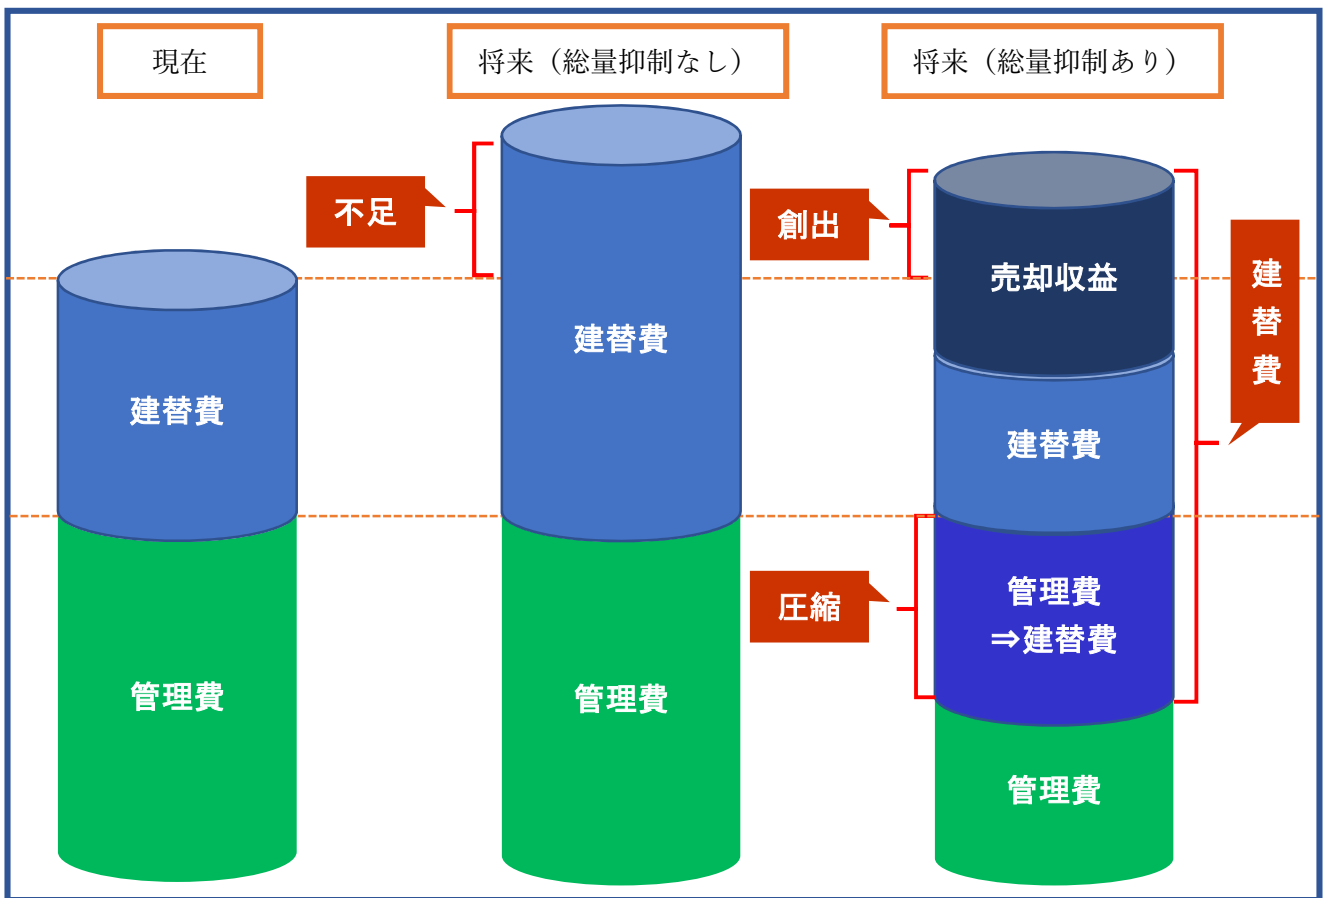 現在
将来（総量抑制なし）
将来（総量抑制あり）
不足
創出
建替費
売却収益
建替費
建替費
建替費
圧縮
管理費
⇒建替費
管理費
管理費
管理費